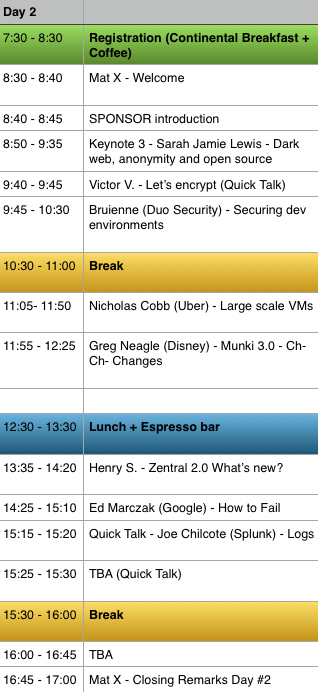 Day 2
7:30 - 8:30 Registration (Continental Breakfast +
Coffee)
8:30 - 8:40 Mat X - Welcome
8:40 - 8:45 SPONSOR introduction
8:50 - 9:35 Keynote 3 - Sarah Jamie Lewis - Dark
web, anonymity and open source
9:40 - 9:45 Victor V. - Let's encrypt (Quick Talk)
9:45 - 10:30 Bruienne (Duo Security) - Securing dev
environments
10:30 - 11:00 Break
11:05- 11:50 Nicholas Cobb (Uber) - Large scale VMs
11:55 - 12:25 Greg Neagle (Disney) - Munki 3.0 - Ch-
Ch- Changes
12:30 - 13:30 Lunch + Espresso bar
13:35 - 14:20 Henry S. - Zentral 2.0 What's new?
14:25 - 15:10 Ed Marczak (Google) - How to Fail
15:15 - 15:20 Quick Talk - Joe Chilcote (Splunk) - Logs
15:25 - 15:30 TBA (Quick Talk)
15:30 - 16:00 Break
16:00 - 16:45 TBA
16:45 - 17:00 Mat X - Closing Remarks Day #2